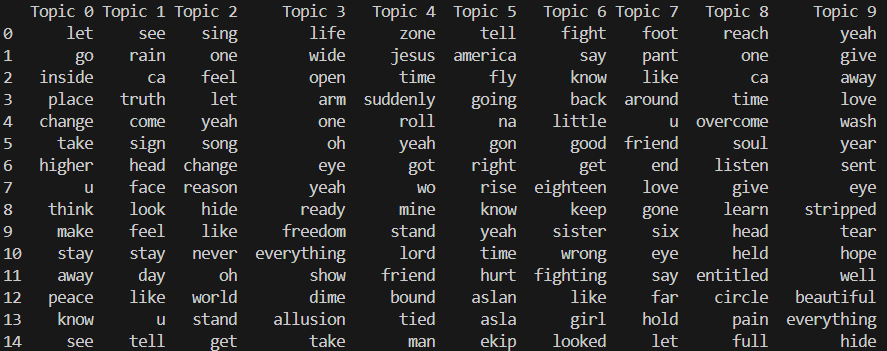 Topic 0 Topic 1 Topic 2 Topic 3 Topic 4 Topic 5 Topic 6 Topic 7 Topic 8 Topic 9
0 let see sing life zone tell fight foot reach yeah
1 go rain one wide jesus america say pant one give
2 inside ca feel open time fly know like ca away
3 place truth let arm suddenly going back around time love
4 change come yeah one roll na little u overcome wash
5 take sign song oh yeah gon good friend soul year
6 higher head change eye got right get end listen sent
7 u face reason yeah wo rise eighteen love give eye
8 think look hide ready mine know keep gone learn stripped
9 make feel like freedom stand yeah sister six head tear
10 stay stay never everything lord time wrong eye held hope
11 away day oh show friend hurt fighting say entitled well
12 peace like world dime bound aslan like far circle beautiful
13 know u stand allusion tied asla girl hold pain everything
14 see tell get take man ekip looked let full hide